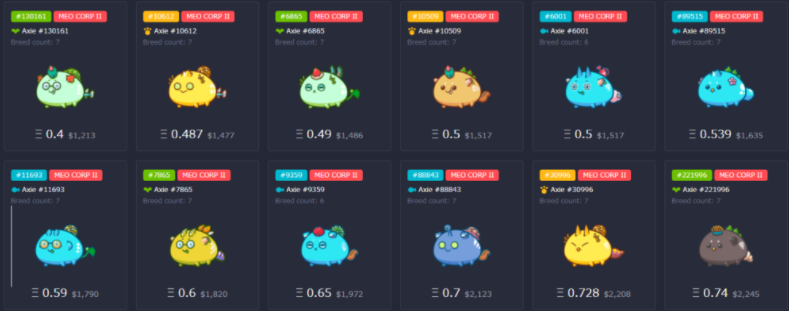 #130161 MEO CORP II
Axie #130161
Breed count: 7
Ξ 0.4 $1,213
#10612 MEO CORP II
Axie #10612
Breed count: 7
Ξ 0.487 $1,477
#6865 MEO CORP II
Axie #6865
Breed count: 7
Ξ 0.49 $1,486
#10509 MEO CORP II
Axie #10509
Breed count: 7
Ξ 0.5 $1,517
#6001 MEO CORP II
Axie #6001
Breed count: 6
Ξ 0.5 $1,517
#89515 MEO CORP II
Axie #89515
Breed count: 7
Ξ 0.539 $1,635
#11693 MEO CORP II
Axie #11693
Breed count: 7
Ξ 0.59 $1,790
#7865 MEO CORP II
Axie #7865
Breed count: 7
Ξ 0.6 $1,820
#9359 MEO CORP II
Axie #9359
Breed count: 6
Ξ 0.65 $1,972
#88843 MEO CORP II
Axie #88843
Breed count: 7
Ξ 0.7 $2,123
#30996 MEO CORP II
Axie #30996
Breed count: 7
Ξ 0.728 $2,208
#221996 MEO CORP II
Axie #221996
Breed count: 7
Ξ 0.74 $2,245